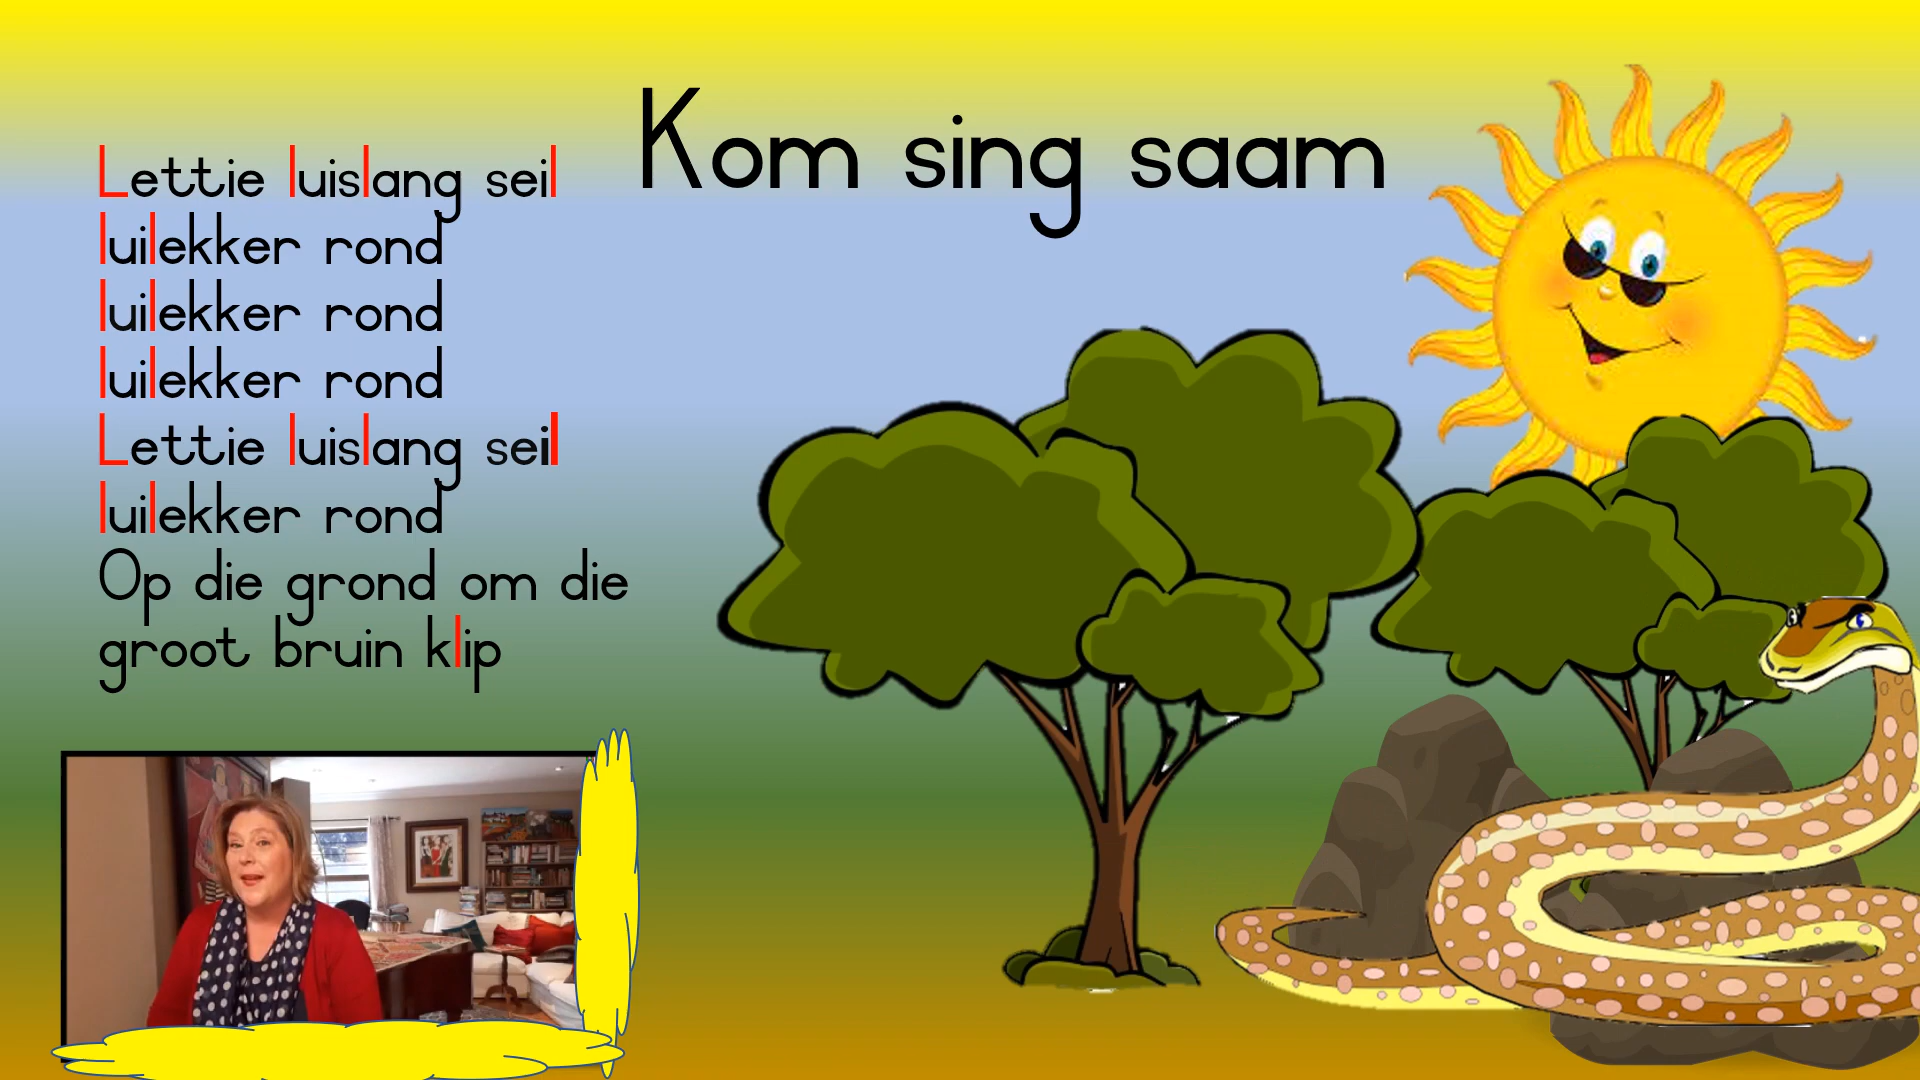 Kom sing saam
Lettie luislang seil
luilekker rond
luilekker rond
luilekker rond
Lettie luislang seil
luilekker rond
Op die grond om die
groot bruin klip